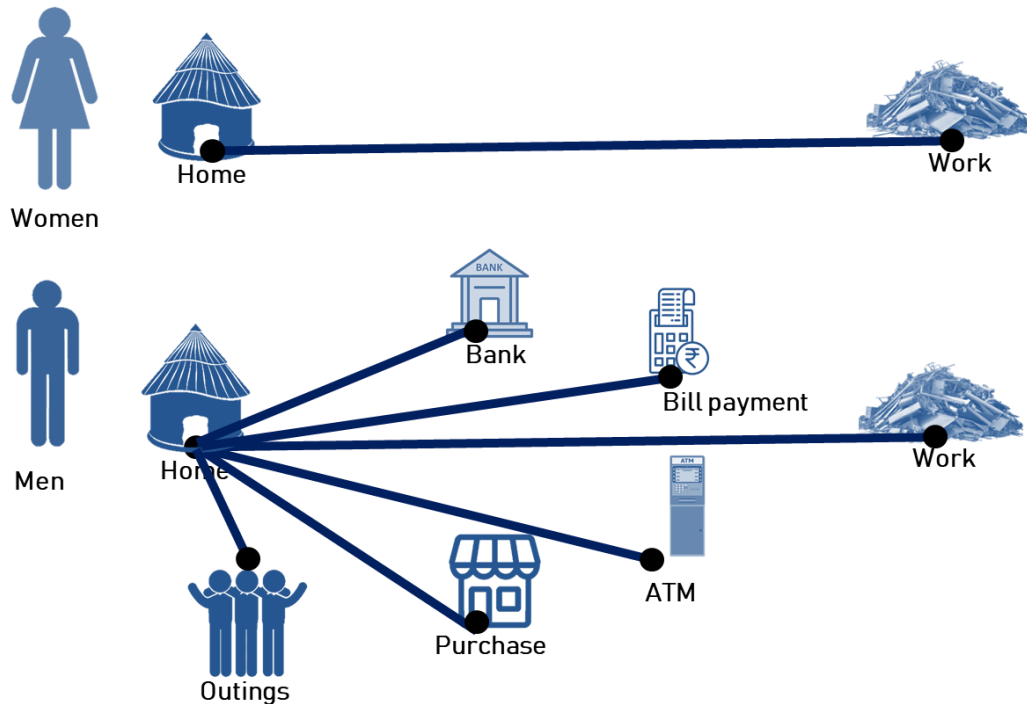 Home
Work
Women
BANK
Bank
₹
Bill payment
Home
Work
Men
ATM
ATM
Purchase
Outings